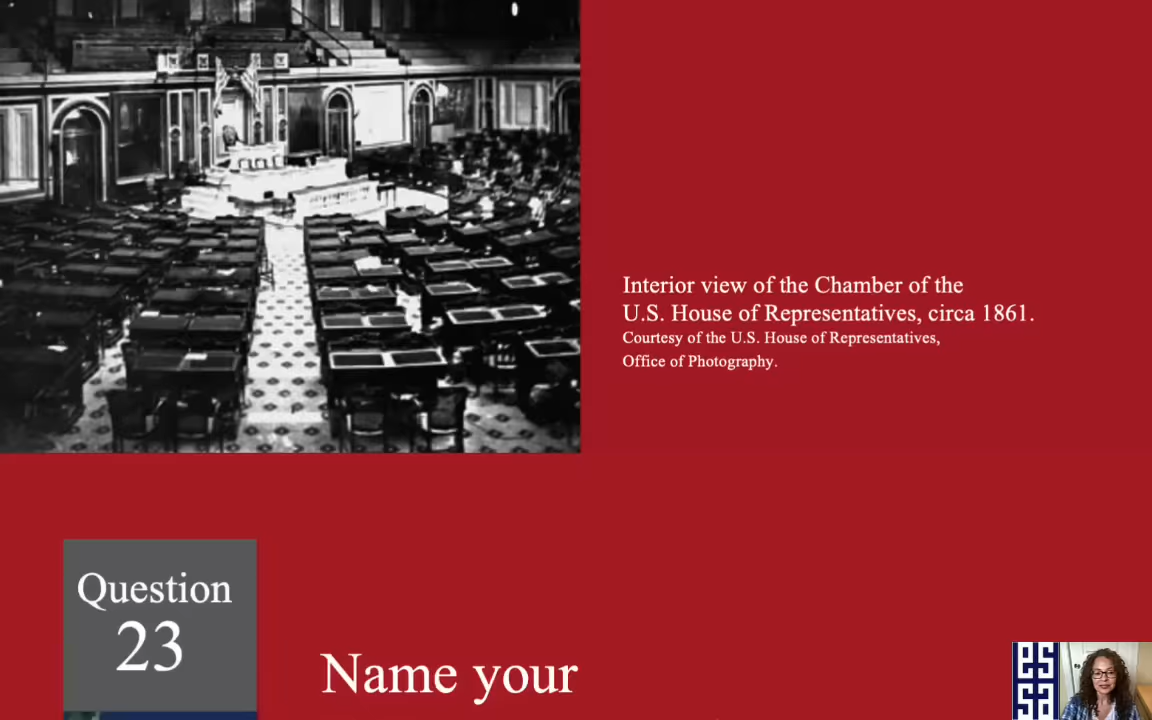 Interior view of the Chamber of the
U.S. House of Representatives, circa 1861.
Courtesy of the U.S. House of Representatives,
Office of Photography.
Question
23
Name your